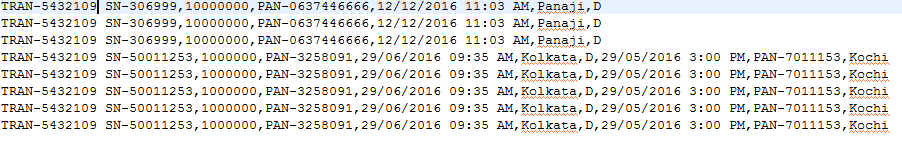 TRAN-5432109 SN-306999,10000000,PAN-0637446666,12/12/2016 11:03 AM,Panaji,D
TRAN-5432109 SN-306999,10000000,PAN-0637446666,12/12/2016 11:03 AM,Panaji,D
TRAN-5432109 SN-306999,10000000,PAN-0637446666,12/12/2016 11:03 AM,Panaji,D
TRAN-5432109 SN-50011253,1000000,PAN-3258091,29/06/2016 09:35 AM,Kolkata,D,29/05/2016 3:00 PM,PAN-7011153,Kochi
TRAN-5432109 SN-50011253,1000000,PAN-3258091,29/06/2016 09:35 AM,Kolkata,D,29/05/2016 3:00 PM,PAN-7011153,Kochi
TRAN-5432109 SN-50011253,1000000,PAN-3258091,29/06/2016 09:35 AM,Kolkata,D,29/05/2016 3:00 PM,PAN-7011153,Kochi
TRAN-5432109 SN-50011253,1000000,PAN-3258091,29/06/2016 09:35 AM,Kolkata,D,29/05/2016 3:00 PM,PAN-7011153,Kochi
TRAN-5432109 SN-50011253,1000000,PAN-3258091,29/06/2016 09:35 AM,Kolkata,D,29/05/2016 3:00 PM,PAN-7011153,Kochi